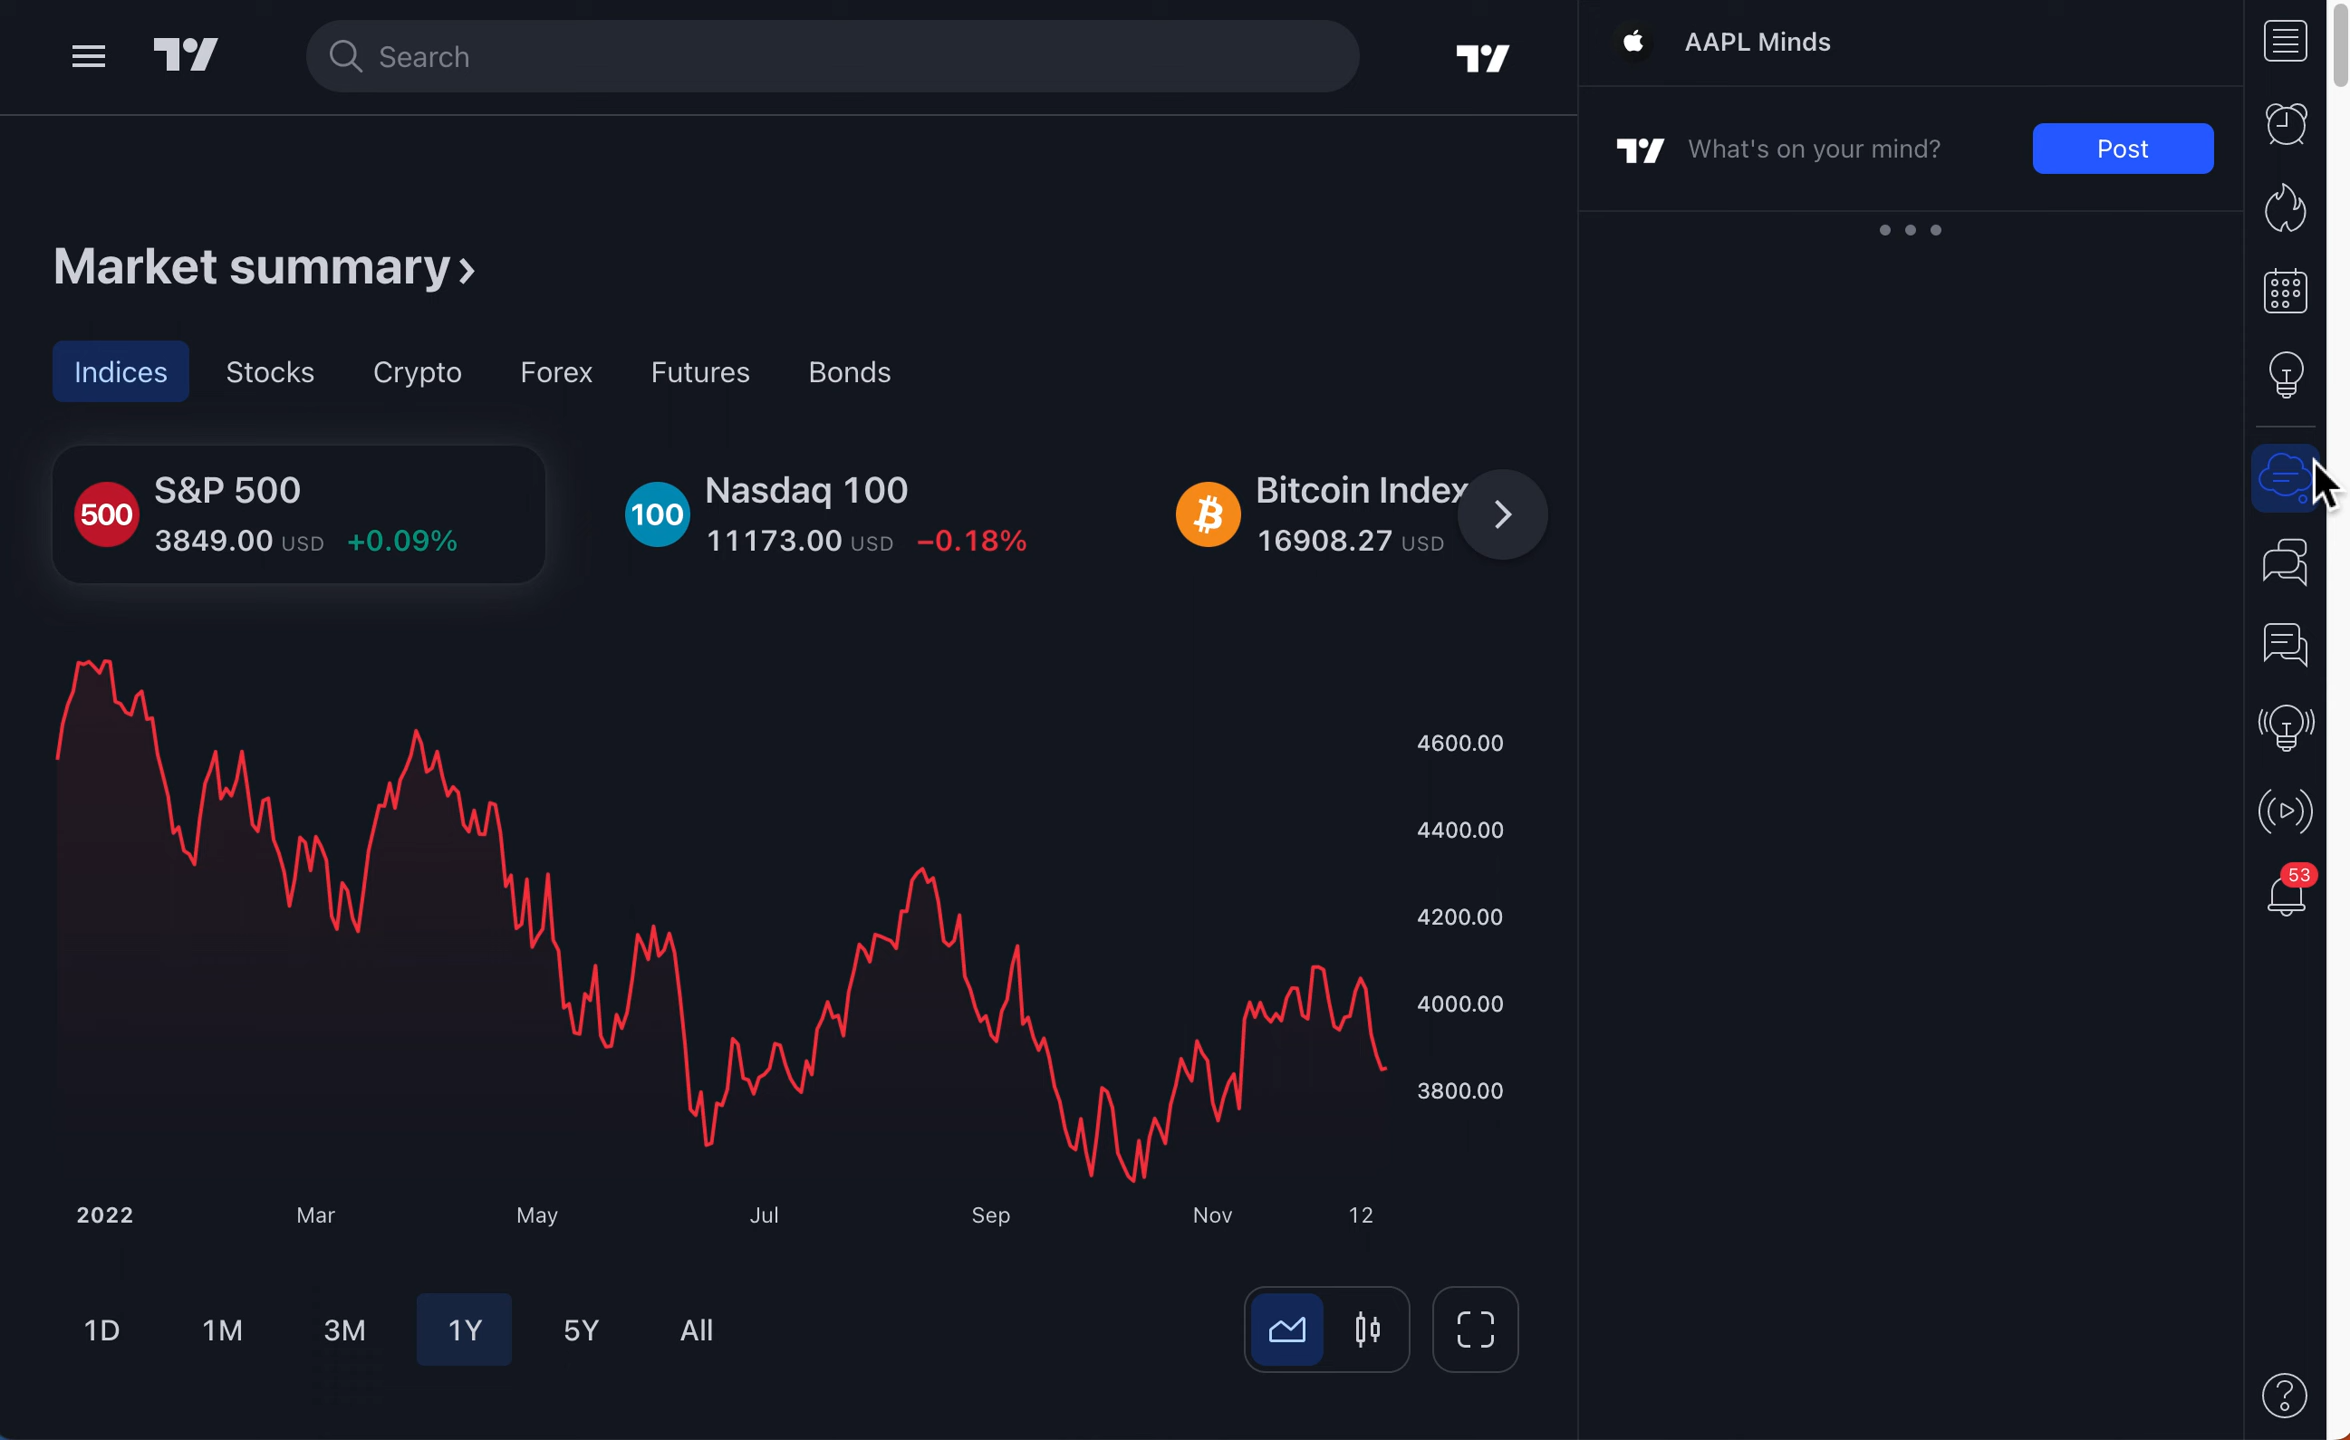 Search
AAPL Minds
What's on your mind?
Post
Market summary
Indices
Stocks
Crypto
Forex
Futures
Bonds
500
S&P 500
3849.00 USD +0.09%
100
Nasdaq 100
11173.00 USD −0.18%
Bitcoin Index
16908.27 USD
4600.00
4400.00
4200.00
4000.00
3800.00
2022
Mar
May
Jul
Sep
Nov
12
1D
1M
3M
1Y
5Y
All
53